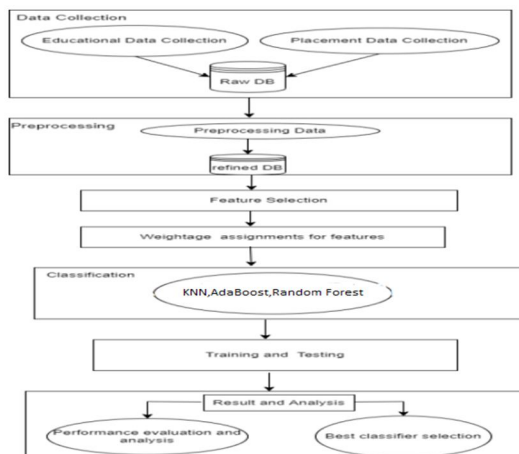 Data Collection
Educational Data Collection
Placement Data Collection
Raw DB
Preprocessing
Preprocessing Data
refined DB
Feature Selection
Weightage assignments for features
Classification
KNN,AdaBoost,Random Forest
Training and Testing
Result and Analysis
Performance evaluation and
analysis
Best classifier selection